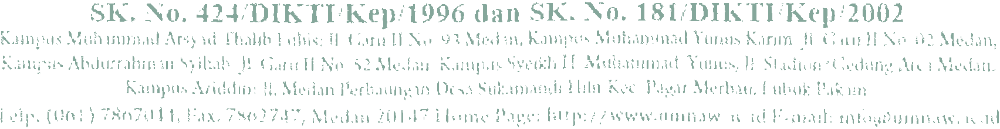 SK. No. 424/DIKTI/Kep/1996 dan SK. No. 181/DIKTI/Kep/2002
Kampus Muhammad Arsyad Thalib Lubis: Jl. Garu II No. 93 Medan, Kampus Muhammad Yunus Karim Jl. Garu II No. 02 Medan,
Kampus Abdurrahman Syihab Jl. Garu II No. 52 Medan Kampus Syeikh H. Muhammad Yunus, Jl. Stadion/Gedung Arca Medan,
Kampus Aziddin: Jl. Medan Perbaungan Desa Sukamandi Hilir Kec. Pagar Merbau, Lubuk Pakam
Telp. (061) 7867044, Fax. 7862747, Medan 20147 Home Page: http://www.umnaw.ac.id E-mail: info@umnaw.ac.id